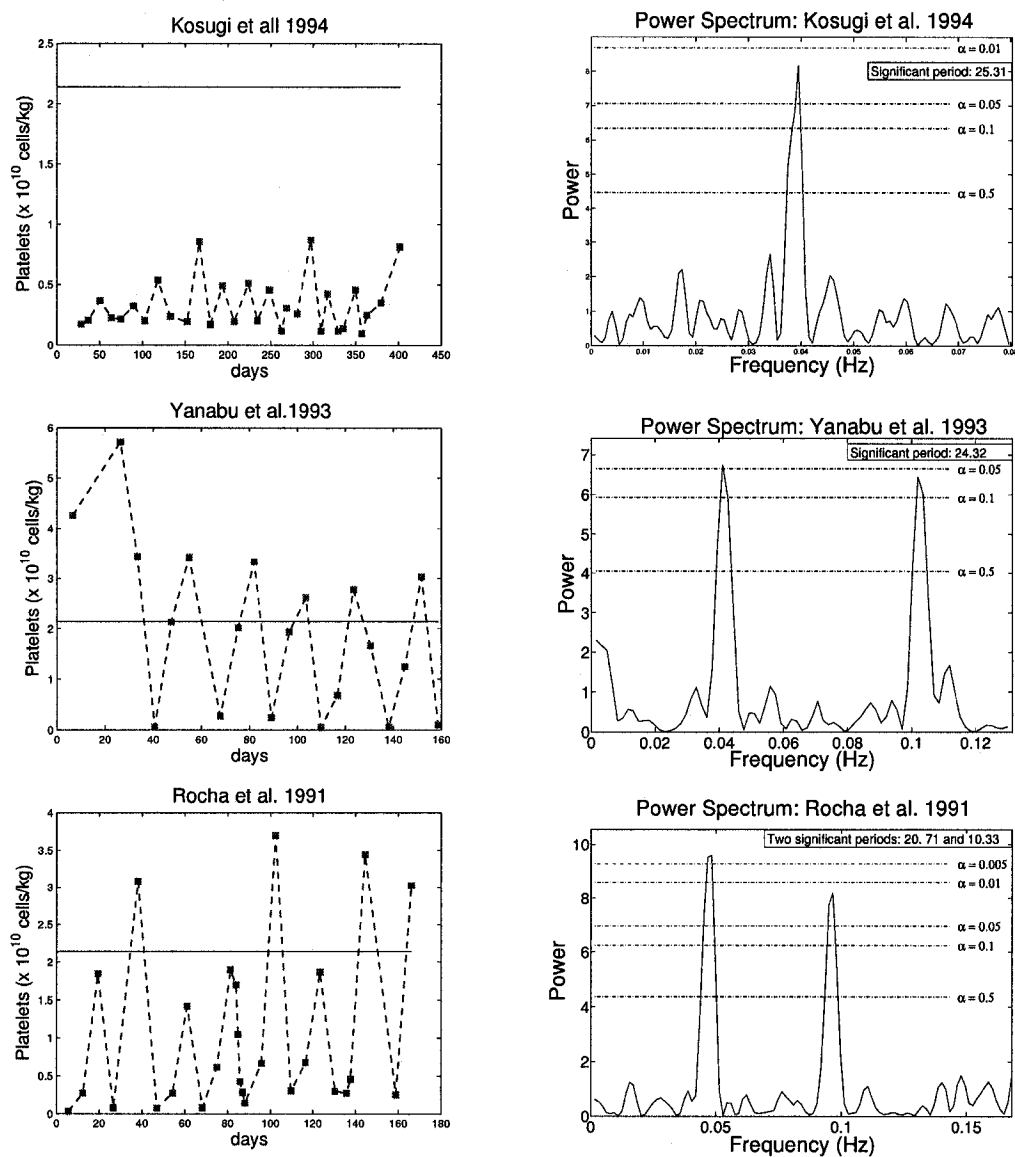 Kosugi et all 1994
2.5
2
1.5
1
0.5
0
Platelets (x 10^10 cells/kg)
0 50 100 150 200 250 300 350 400 450
days
Power Spectrum: Kosugi et al. 1994
Significant period: 25.31
α = 0.01
α = 0.05
α = 0.1
α = 0.5
8
7
6
5
4
3
2
1
0
Power
0 0.01 0.02 0.03 0.04 0.05 0.06 0.07 0.08
Frequency (Hz)
Yanabu et al.1993
6
5
4
3
2
1
0
Platelets (x 10^10 cells/kg)
0 20 40 60 80 100 120 140 160
days
Power Spectrum: Yanabu et al. 1993
Significant period: 24.32
α = 0.05
α = 0.1
α = 0.5
7
6
5
4
3
2
1
0
Power
0 0.02 0.04 0.06 0.08 0.1 0.12
Frequency (Hz)
Rocha et al. 1991
4
3.5
3
2.5
2
1.5
1
0.5
0
Platelets (x 10^10 cells/kg)
0 20 40 60 80 100 120 140 160 180
days
Power Spectrum: Rocha et al. 1991
Two significant periods: 20. 71 and 10.33
α = 0.005
α = 0.01
α = 0.05
α = 0.1
α = 0.5
10
8
6
4
2
0
Power
0 0.05 0.1 0.15
Frequency (Hz)